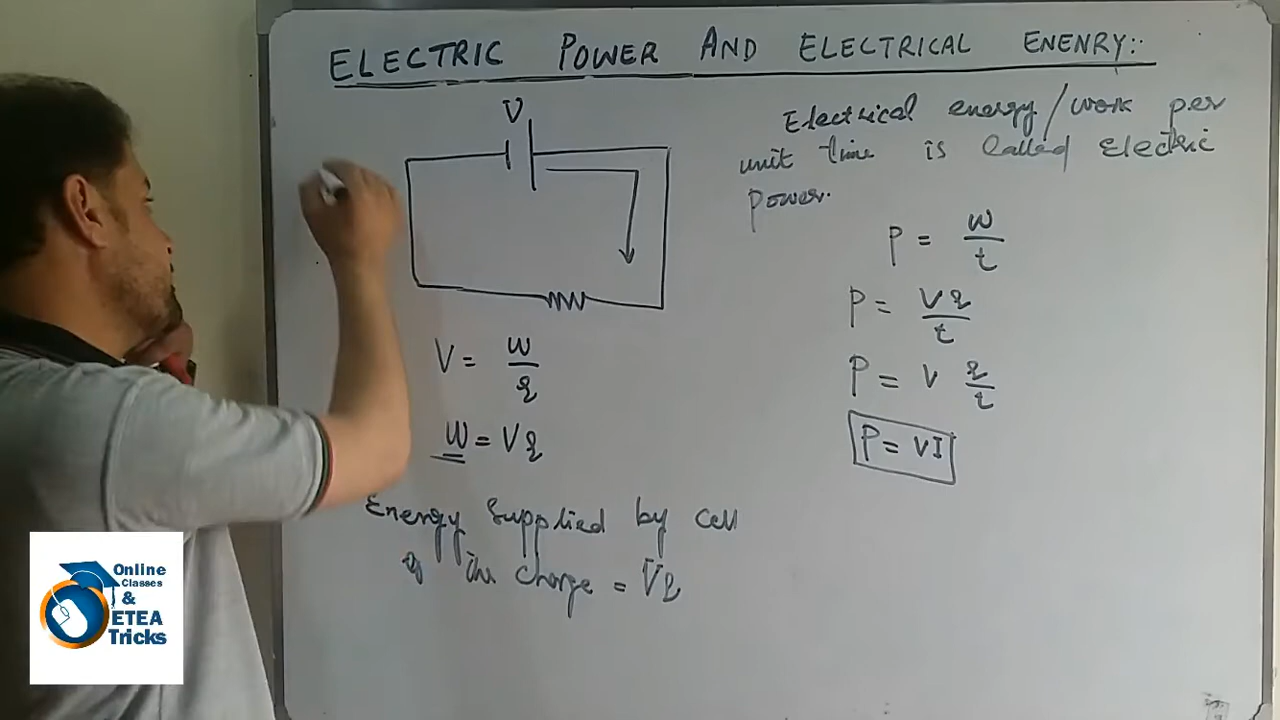 ELECTRIC POWER AND ELECTRICAL ENENRY::
V
Electrical energy/work per
unit time is Called Electric
power.
P = w/t
P = Vq/t
P = V q/t
P = VI
V = w/q
W = Vq
Energy Supplied by Cell
the charge = Vq
Online
Classes
&
ETEA
Tricks